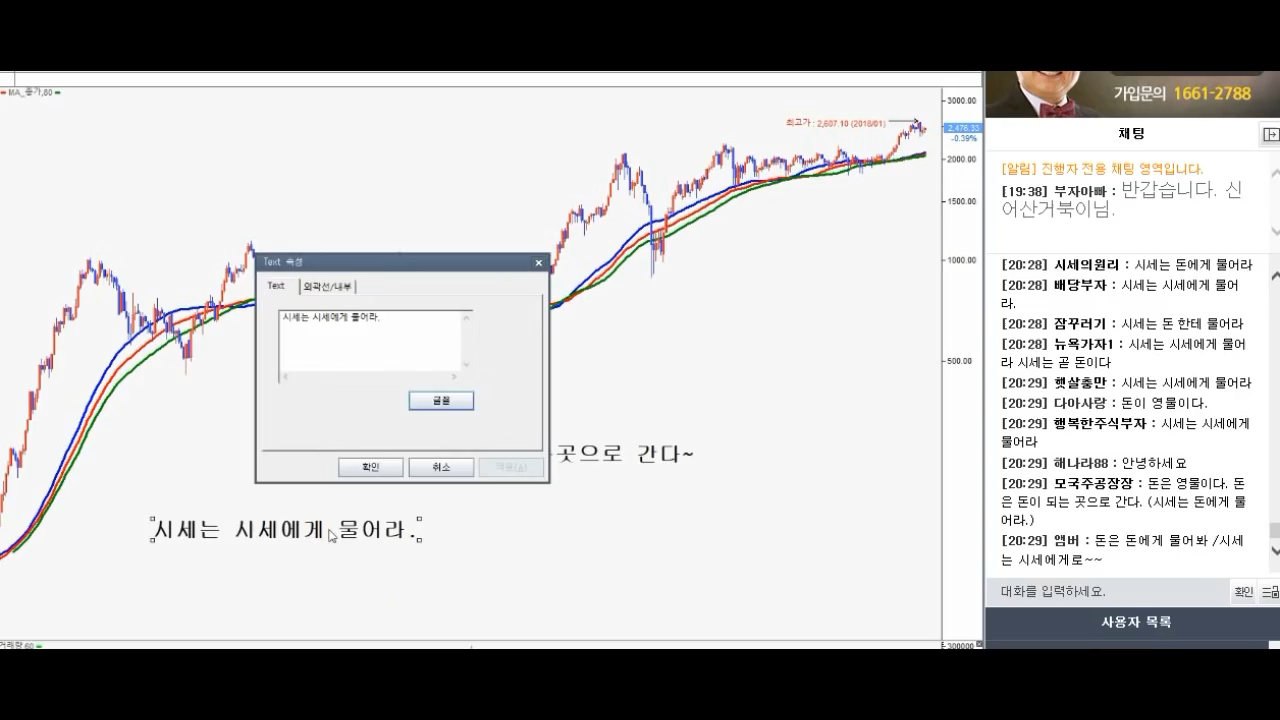 MA_종가,80
최고가 : 2,607.10 (2018/01)
3000.00
2,476.33
-0.39%
2000.00
1500.00
1000.00
500.00
300000
Text 속성
Text
외곽선/내부
시세는 시세에게 물어라.
글꼴
확인
취소
적용(A)
곳으로 간다~
시세는 시세에게 물어라.
거래량,60
가입문의 1661-2788
채팅
[알림] 진행자 전용 채팅 영역입니다.
[19:38] 부자아빠 : 반갑습니다. 신
어산거북이님.
[20:28] 시세의원리 : 시세는 돈에게 물어라
[20:28] 배당부자 : 시세는 시세에게 물어
라.
[20:28] 잠꾸러기 : 시세는 돈 한테 물어라
[20:28] 뉴욕가자1 : 시세는 시세에게 물어
라 시세는 곧 돈이다
[20:29] 햇살충만 : 시세는 시세에게 물어라
[20:29] 다아사랑 : 돈이 영물이다.
[20:29] 행복한주식부자 : 시세는 시세에게
물어라
[20:29] 해나라88 : 안녕하세요
[20:29] 모국주공장장 : 돈은 영물이다. 돈
은 돈이 되는 곳으로 간다. (시세는 돈에게 물
어라.)
[20:29] 앰버 : 돈은 돈에게 물어봐 /시세
는 시세에게로~~
대화를 입력하세요.
확인
사용자 목록